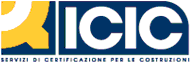 ICIC
SERVIZI DI CERTIFICAZIONE PER LE COSTRUZIONI